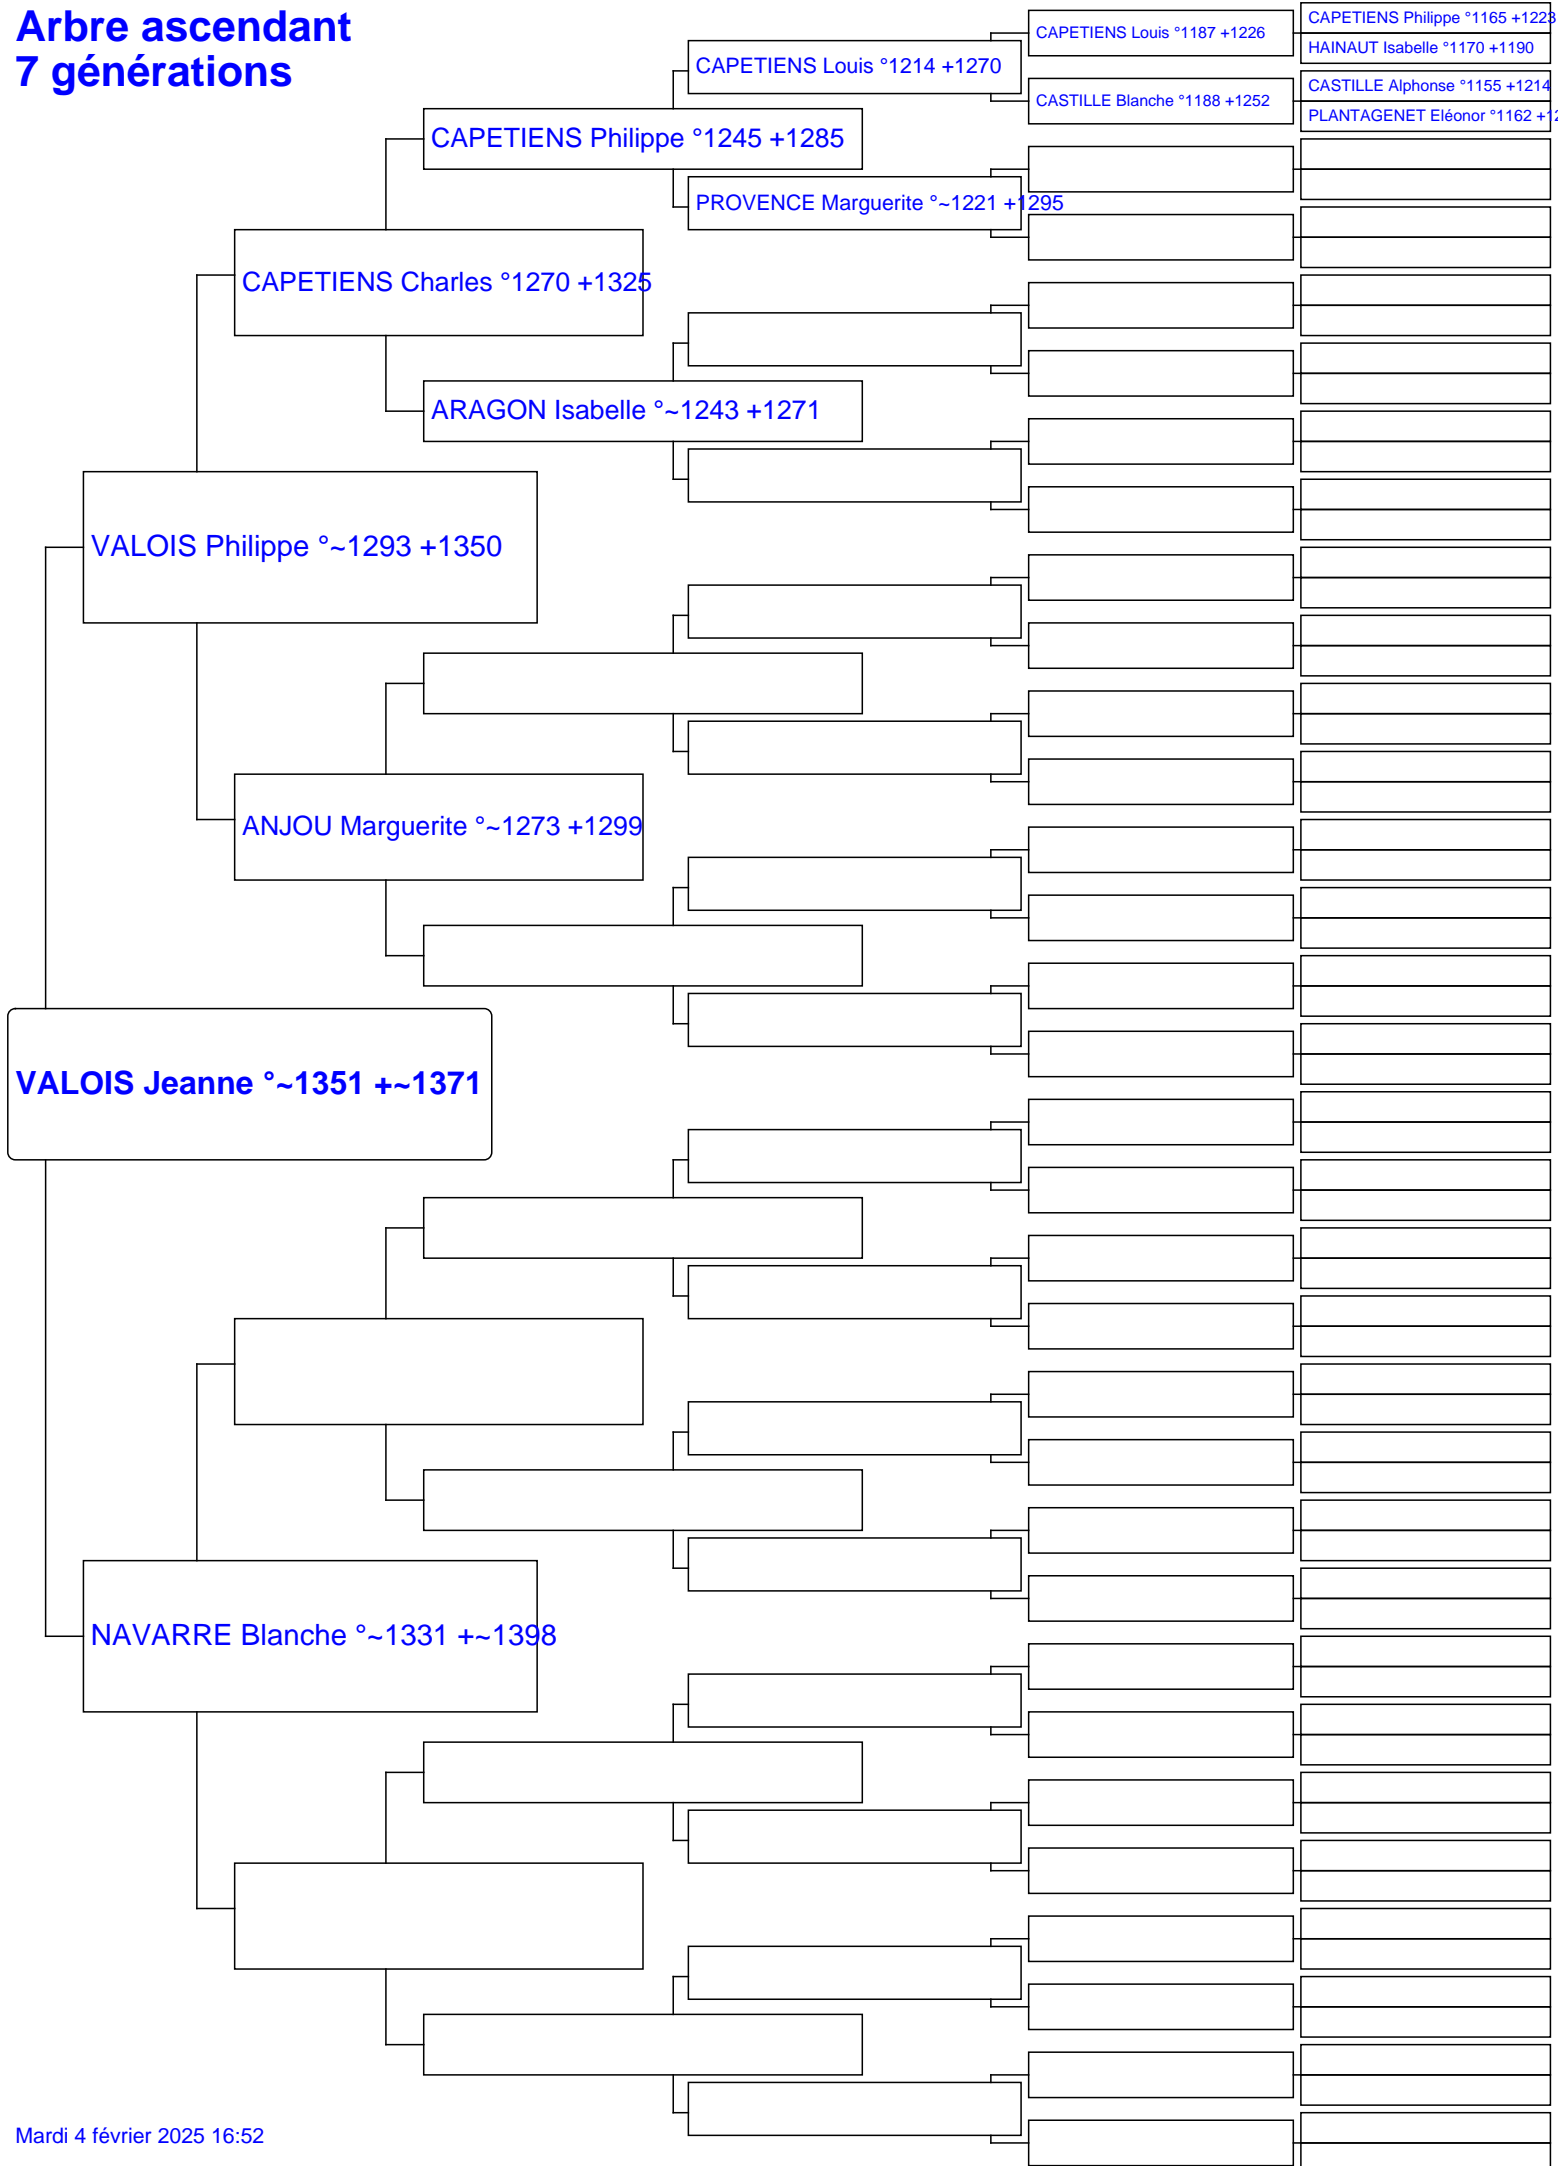 Arbre ascendant
7 générations
CAPETIENS Philippe °1165 +1223
CAPETIENS Louis °1187 +1226
HAINAUT Isabelle °1170 +1190
CAPETIENS Louis °1214 +1270
CASTILLE Alphonse °1155 +1214
CASTILLE Blanche °1188 +1252
PLANTAGENET Eléonor °1162
CAPETIENS Philippe °1245 +1285
PROVENCE Marguerite °~1221 +1295
CAPETIENS Charles °1270 +1325
ARAGON Isabelle °~1243 +1271
VALOIS Philippe °~1293 +1350
ANJOU Marguerite °~1273 +1299
VALOIS Jeanne °~1351 +~1371
NAVARRE Blanche °~1331 +~1398
Mardi 4 février 2025 16:52